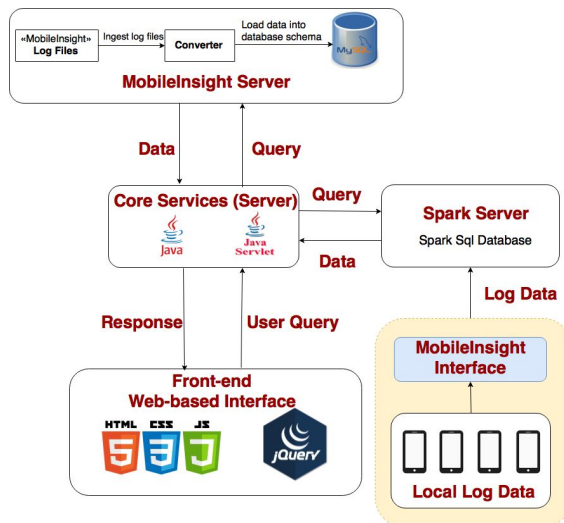 «MobileInsight»
Log Files
Ingest log files
Converter
Load data into
database schema
MySQL
MobileInsight Server
Data
Query
Core Services (Server)
Java
Java
Servlet
Query
Data
Spark Server
Spark Sql Database
Response
User Query
Log Data
Front-end
Web-based Interface
HTML
CSS
JS
5
3
jQuery
MobileInsight
Interface
Local Log Data